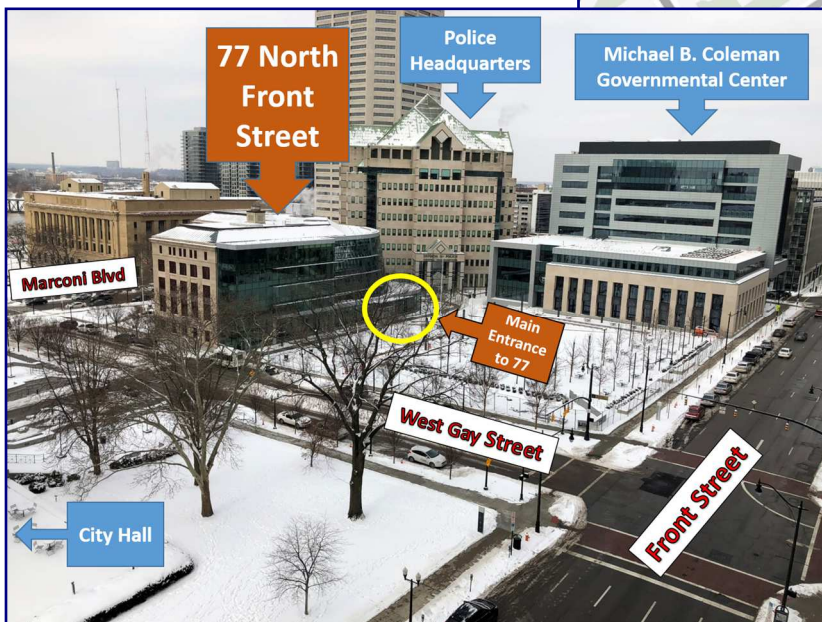 77 North
Front
Street
Police
Headquarters
Michael B. Coleman
Governmental Center
Marconi Blvd
Main
Entrance
to 77
West Gay Street
Front Street
City Hall